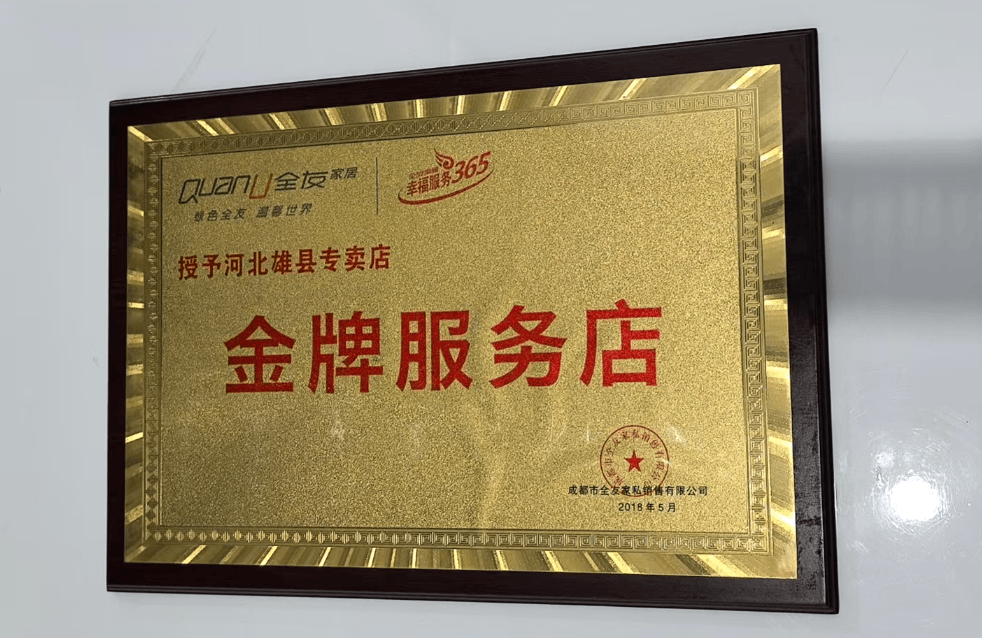 QUANU全友家居
绿色全友 温馨世界
幸福服务365
授予河北雄县专卖店
金牌服务店
成都市全友家私销售有限公司
2018年5月